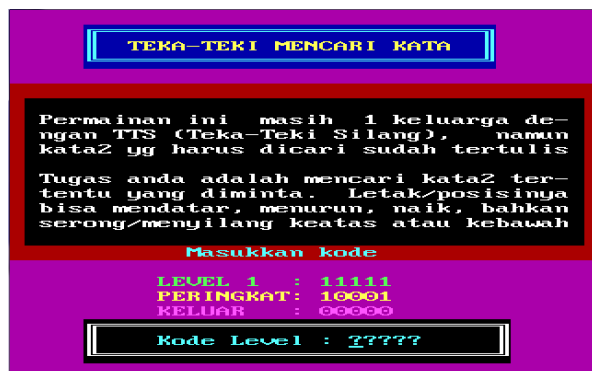 TEKA-TEKI MENCARI KATA
Permainan ini masih 1 keluarga de-
ngan TTS (Teka-Teki Silang), namun
kata2 yg harus dicari sudah tertulis
Tugas anda adalah mencari kata2 ter-
tentu yang diminta. Letak/posisinya
bisa mendatar, menurun, naik, bahkan
serong/menyilang keatas atau kebawah
Masukkan kode
LEVEL 1 : 11111
PERINGKAT: 10001
KELUAR : 00000
Kode Level : ?????